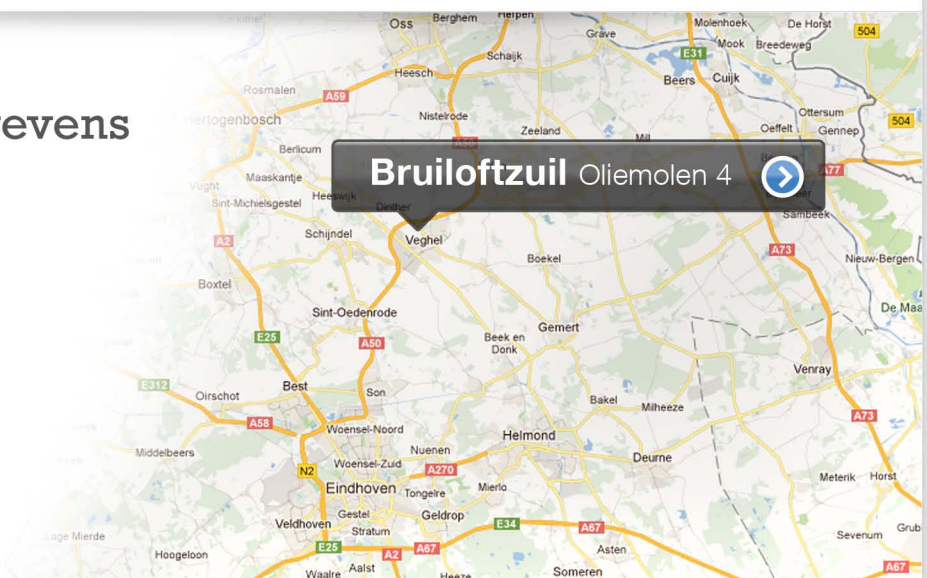 Oss
Berghem
Herpen
Molenhoek
De Horst
504
Grave
Mook
Breedeweg
E31
Schaijk
Heesch
Beers
Cuijk
Rosmalen
A59
evens
Hertogenbosch
Nistelrode
Zeeland
Mill
Oeffelt
Ottersum
Gennep
504
Berlicum
A50
Maaskantje
Bruiloftzuil Oliemolen 4
A77
Vught
Sint-Michielsgestel
Heeswijk
Dinther
Sambeek
Schijndel
Veghel
A2
A73
Boekel
Nieuw-Bergen
Boxtel
De Maa
Sint-Oedenrode
Gemert
E25
A50
Beek en
Donk
Venray
E312
Best
Oirschot
Son
Bakel
Milheeze
A73
A58
Woensel-Noord
Helmond
Middelbeers
Nuenen
Deurne
N2
Woensel-Zuid
A270
Meterik
Horst
Eindhoven
Tongelre
Mierlo
Gestel
Geldrop
Veldhoven
Stratum
E34
A67
Grub
Lage Mierde
Sevenum
Hoogeloon
E25
A2
A67
Asten
Waalre
Aalst
Heeze
Someren
A67